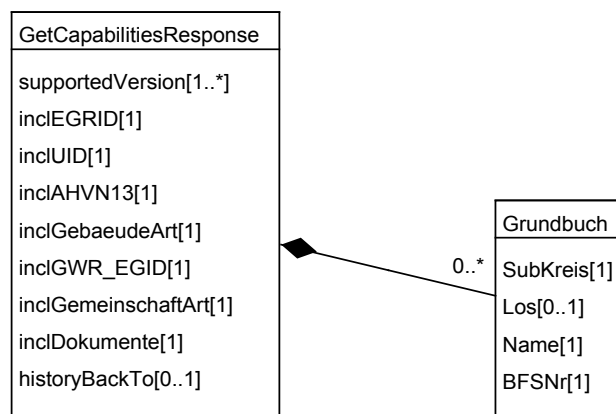 GetCapabilitiesResponse
supportedVersion[1..*]
inclEGRID[1]
inclUID[1]
inclAHVN13[1]
inclGebaeudeArt[1]
inclGWR_EGID[1]
inclGemeinschaftArt[1]
inclDokumente[1]
historyBackTo[0..1]
0..*
Grundbuch
SubKreis[1]
Los[0..1]
Name[1]
BFSNr[1]